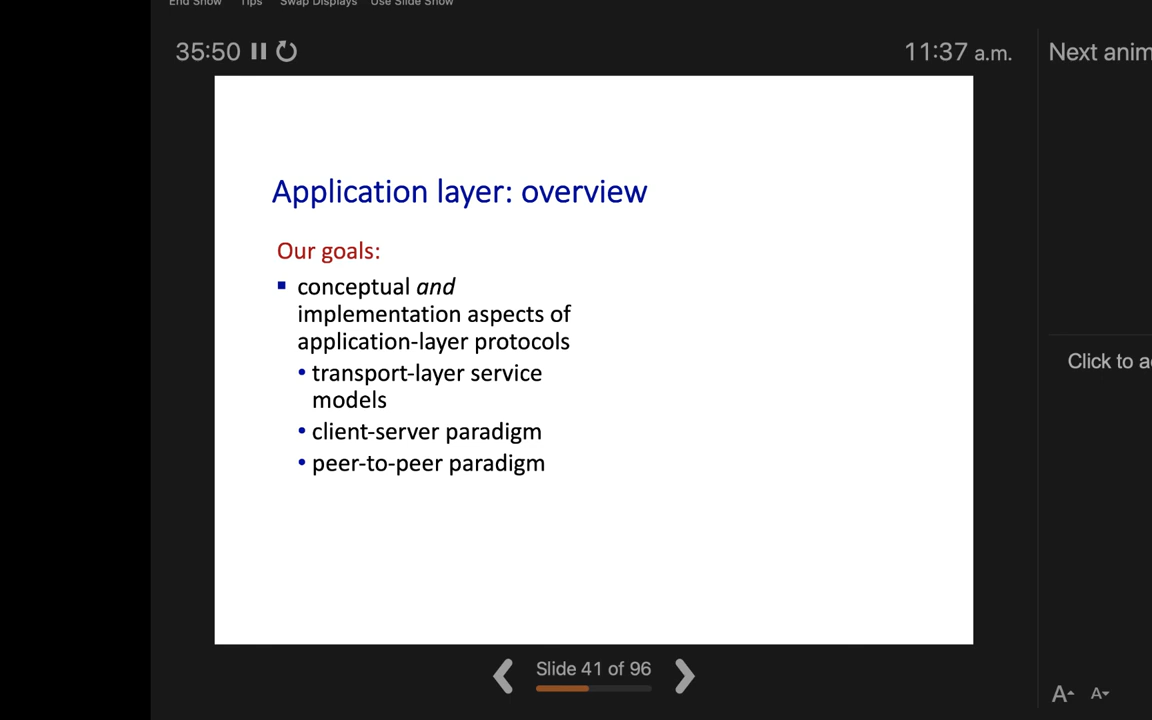 End Show Tips Swap Displays Use Slide Show
35:50
11:37 a.m.
Next anim
Application layer: overview
Our goals:
▪ conceptual and
implementation aspects of
application-layer protocols
• transport-layer service
models
• client-server paradigm
• peer-to-peer paradigm
Click to a
Slide 41 of 96
A A